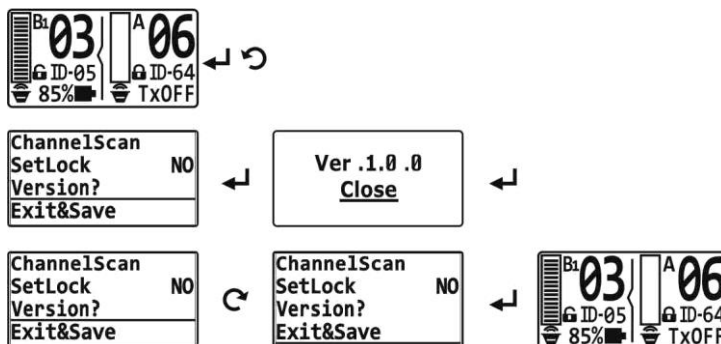 B1 03 A 06
ID-05 ID-64
85% TxOFF
ChannelScan
SetLock NO
Version?
Exit&Save
Ver .1.0 .0
Close
ChannelScan
SetLock NO
Version?
Exit&Save
ChannelScan
SetLock NO
Version?
Exit&Save
B1 03 A 06
ID-05 ID-64
85% TxOFF